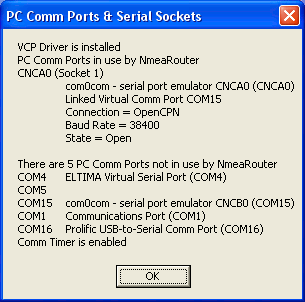 PC Comm Ports & Serial Sockets
VCP Driver is installed
PC Comm Ports in use by NmeaRouter
CNCA0 (Socket 1)
com0com - serial port emulator CNCA0 (CNCA0)
Linked Virtual Comm Port COM15
Connection = OpenCPN
Baud Rate = 38400
State = Open
There are 5 PC Comm Ports not in use by NmeaRouter
COM4 ELTIMA Virtual Serial Port (COM4)
COM5
COM15 com0com - serial port emulator CNCB0 (COM15)
COM1 Communications Port (COM1)
COM16 Prolific USB-to-Serial Comm Port (COM16)
Comm Timer is enabled
OK